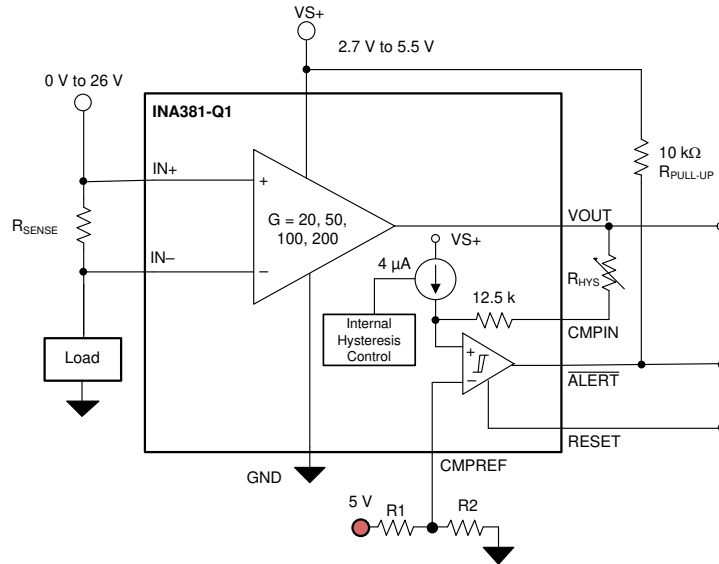 VS+
2.7 V to 5.5 V
0 V to 26 V
INA381-Q1
IN+
10 kΩ
RPULL-UP
+
G = 20, 50,
100, 200
RSENSE
VOUT
VS+
IN–
–
4 µA
RHYS
12.5 k
Internal
Hysteresis
Control
CMPIN
Load
+
–
ALERT
RESET
GND
CMPREF
5 V
R1
R2